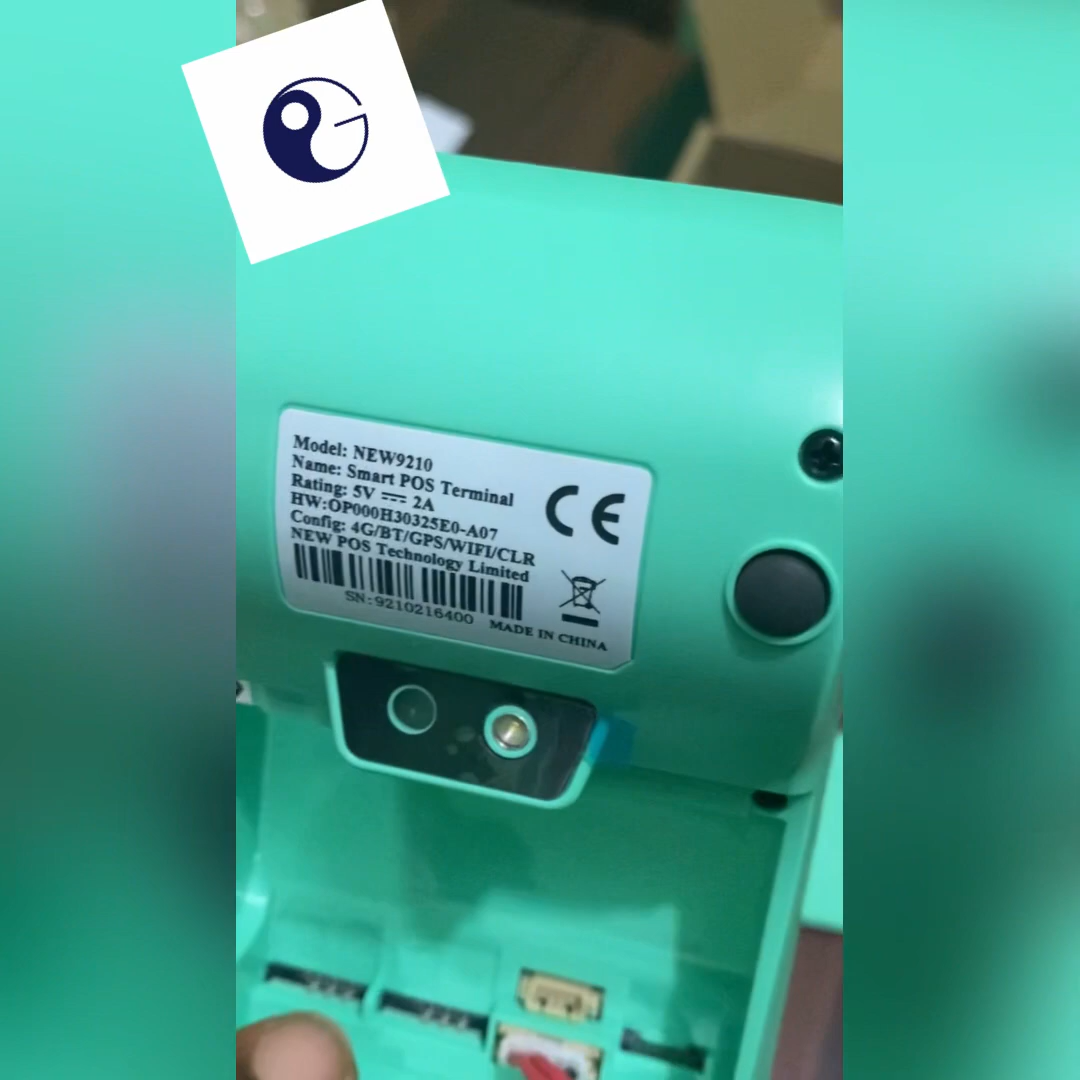 Model: NEW9210
Name: Smart POS Terminal
Rating: 5V ⎓ 2A
HW:OP000H30325E0-A07
Config: 4G/BT/GPS/WIFI/CLR
NEW POS Technology Limited
SN:9210216400
MADE IN CHINA
CE